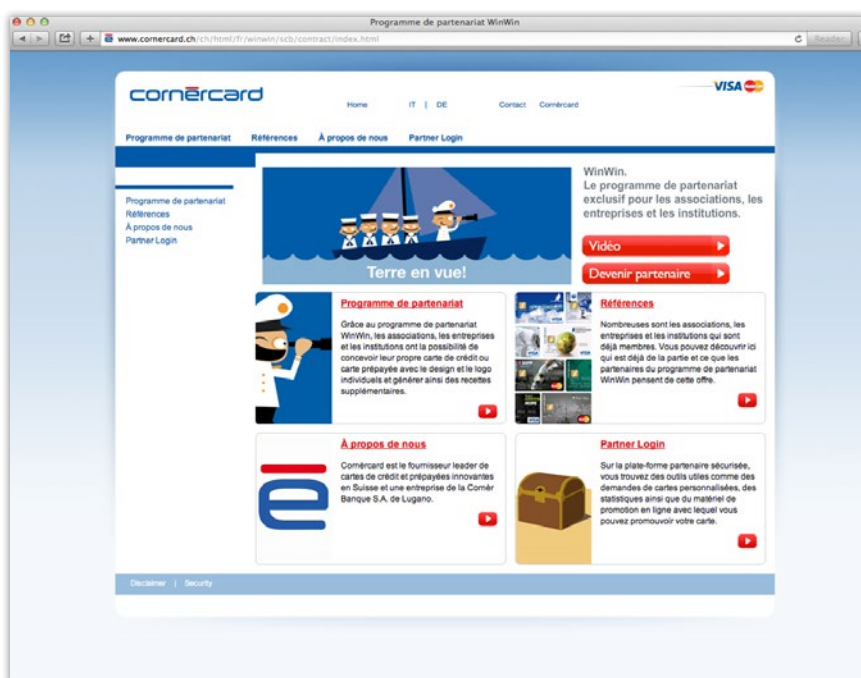 Programme de partenariat WinWin
www.cornercard.ch/ch/html/fr/winwin/scb/contract/index.html
Reader
cornèrcard
Home IT | DE Contact Cornèrcard
VISA MasterCard
Programme de partenariat Références À propos de nous Partner Login
Programme de partenariat
Références
À propos de nous
Partner Login
Terre en vue!
WinWin.
Le programme de partenariat
exclusif pour les associations, les
entreprises et les institutions.
Vidéo
Devenir partenaire
Programme de partenariat
Grâce au programme de partenariat
WinWin, les associations, les entreprises
et les institutions ont la possibilité de
concevoir leur propre carte de crédit ou
carte prépayée avec le design et le logo
individuels et générer ainsi des recettes
supplémentaires.
Références
Nombreuses sont les associations, les
entreprises et les institutions qui sont
déjà membres. Vous pouvez découvrir ici
qui est déjà de la partie et ce que les
partenaires du programme de partenariat
WinWin pensent de cette offre.
À propos de nous
Cornèrcard est le fournisseur leader de
cartes de crédit et prépayées innovantes
en Suisse et une entreprise de la Cornèr
Banque S.A. de Lugano.
Partner Login
Sur la plate-forme partenaire sécurisée,
vous trouvez des outils utiles comme des
demandes de cartes personnalisées, des
statistiques ainsi que du matériel de
promotion en ligne avec lequel vous
pouvez promouvoir votre carte.
Disclaimer | Security